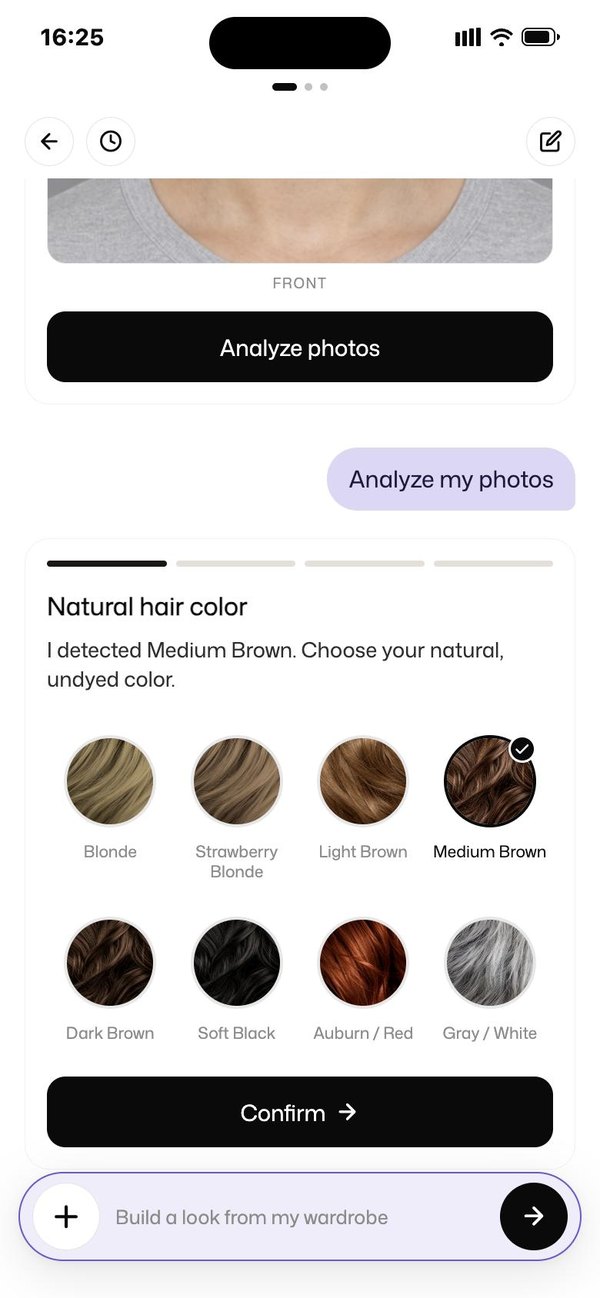 16:25
FRONT
Analyze photos
Analyze my photos
Natural hair color
I detected Medium Brown. Choose your natural,
undyed color.
Blonde
Strawberry
Blonde
Light Brown
Medium Brown
Dark Brown
Soft Black
Auburn / Red
Gray / White
Confirm
Build a look from my wardrobe